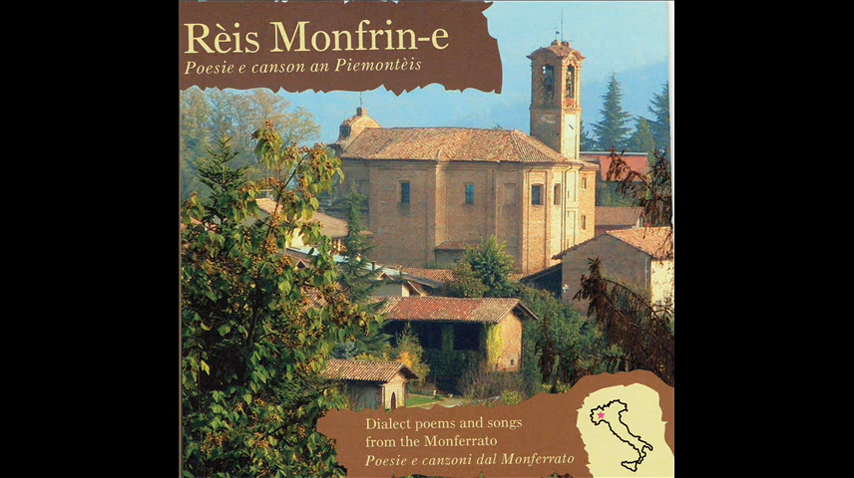 Rèis Monfrin-e
Poesie e canson an Piemontèis
Dialect poems and songs
from the Monferrato
Poesie e canzoni dal Monferrato